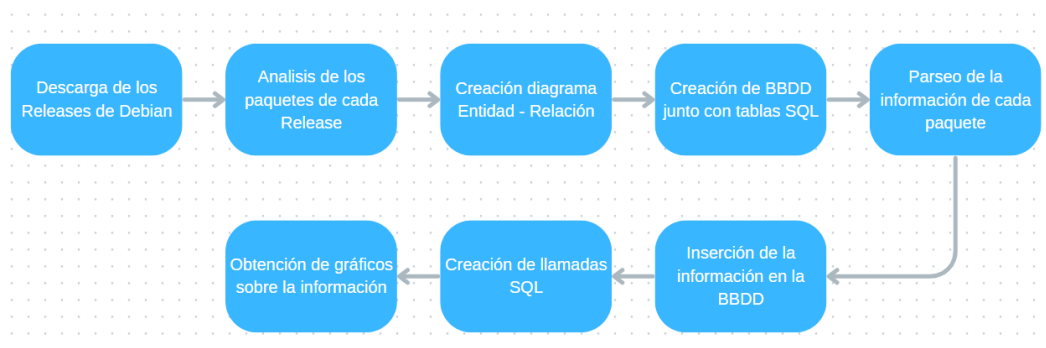 Descarga de los
Releases de Debian
Analisis de los
paquetes de cada
Release
Creación diagrama
Entidad - Relación
Creación de BBDD
junto con tablas SQL
Parseo de la
información de cada
paquete
Inserción de la
información en la
BBDD
Creación de llamadas
SQL
Obtención de gráficos
sobre la información